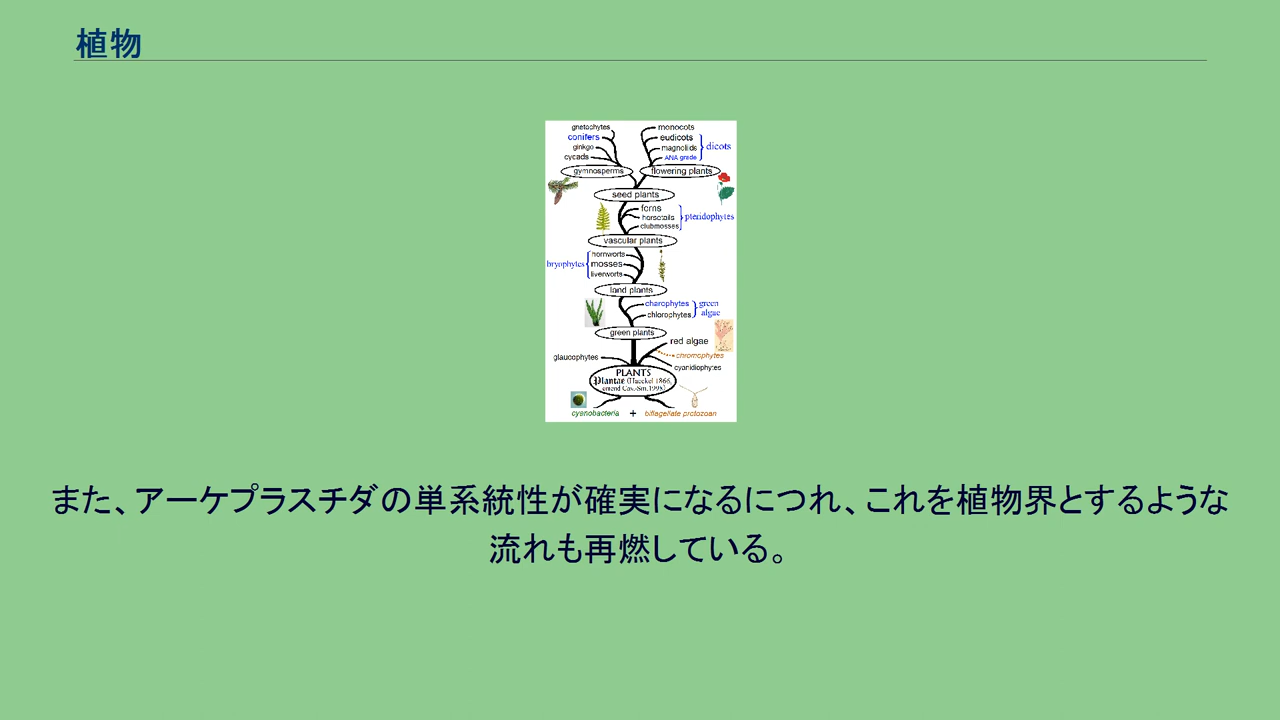 植物
gnetophytes
conifers
ginkgo
cycads
gymnosperms
monocots
eudicots
magnoliids
ANA grade
dicots
flowering plants
seed plants
ferns
horsetails
clubmosses
pteridophytes
vascular plants
hornworts
mosses
liverworts
bryophytes
land plants
charophytes
chlorophytes
green
algae
green plants
red algae
chromophytes
glaucophytes
cyanidiophytes
PLANTS
Plantae (Haeckel 1866,
emend Cav.-Sm.1998)
cyanobacteria + biflagellate protozoan
また、アーケプラスチダの単系統性が確実になるにつれ、これを植物界とするような
流れも再燃している。